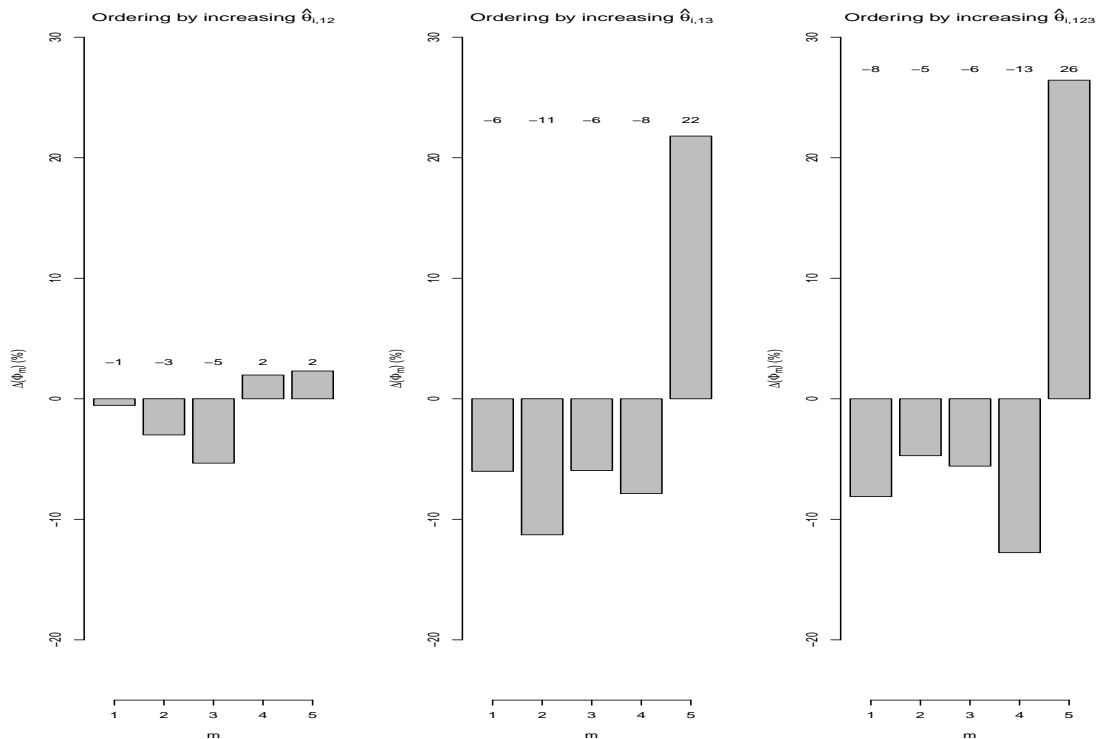 Ordering by increasing θ̂i,12
30
20
10
0
−10
−20
Δ(Φm) (%)
−1 −3 −5 2 2
1 2 3 4 5
m
Ordering by increasing θ̂i,13
30
20
10
0
−10
−20
Δ(Φm) (%)
−6 −11 −6 −8 22
1 2 3 4 5
m
Ordering by increasing θ̂i,123
30
20
10
0
−10
−20
Δ(Φm) (%)
−8 −5 −6 −13 26
1 2 3 4 5
m